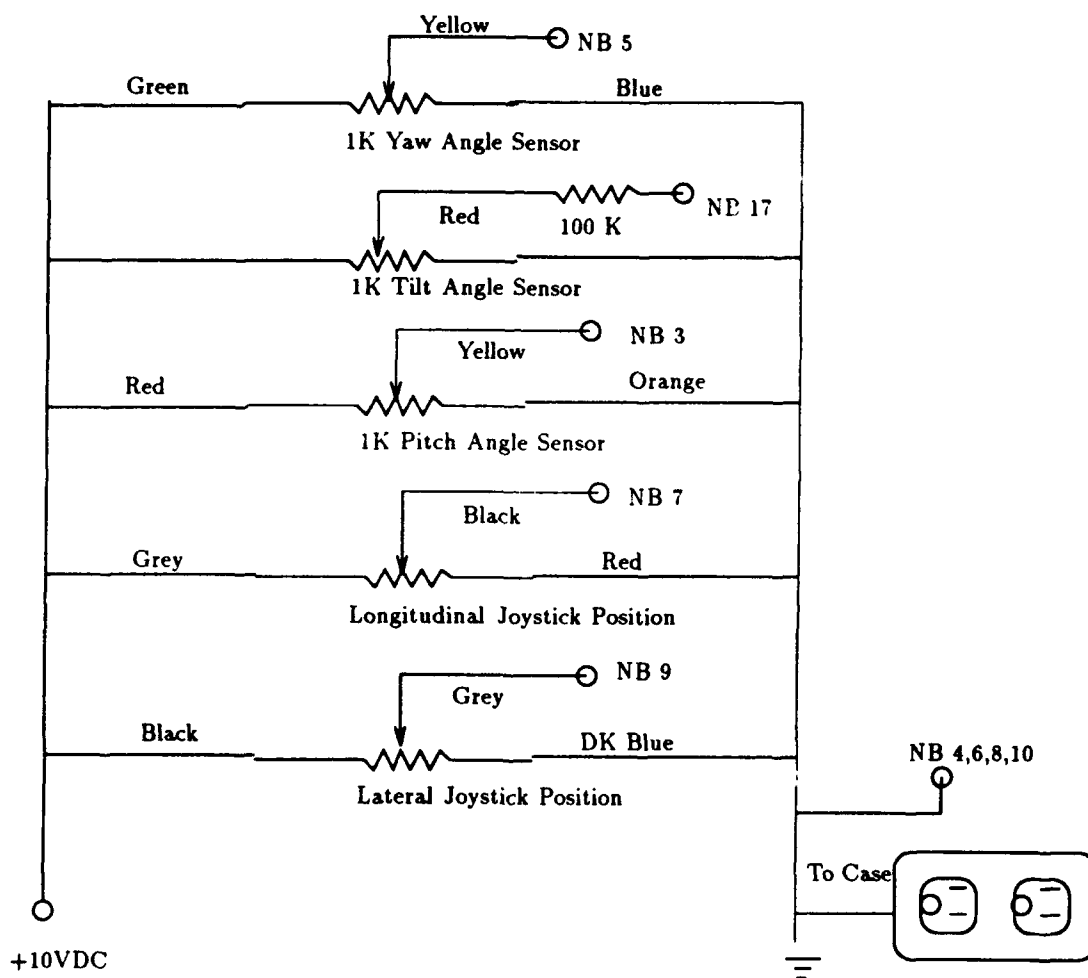 Yellow
NB 5
Green
Blue
1K Yaw Angle Sensor
Red
100 K
NB 17
1K Tilt Angle Sensor
NB 3
Yellow
Red
Orange
1K Pitch Angle Sensor
NB 7
Black
Grey
Red
Longitudinal Joystick Position
NB 9
Grey
Black
DK Blue
Lateral Joystick Position
NB 4,6,8,10
To Case
+10VDC